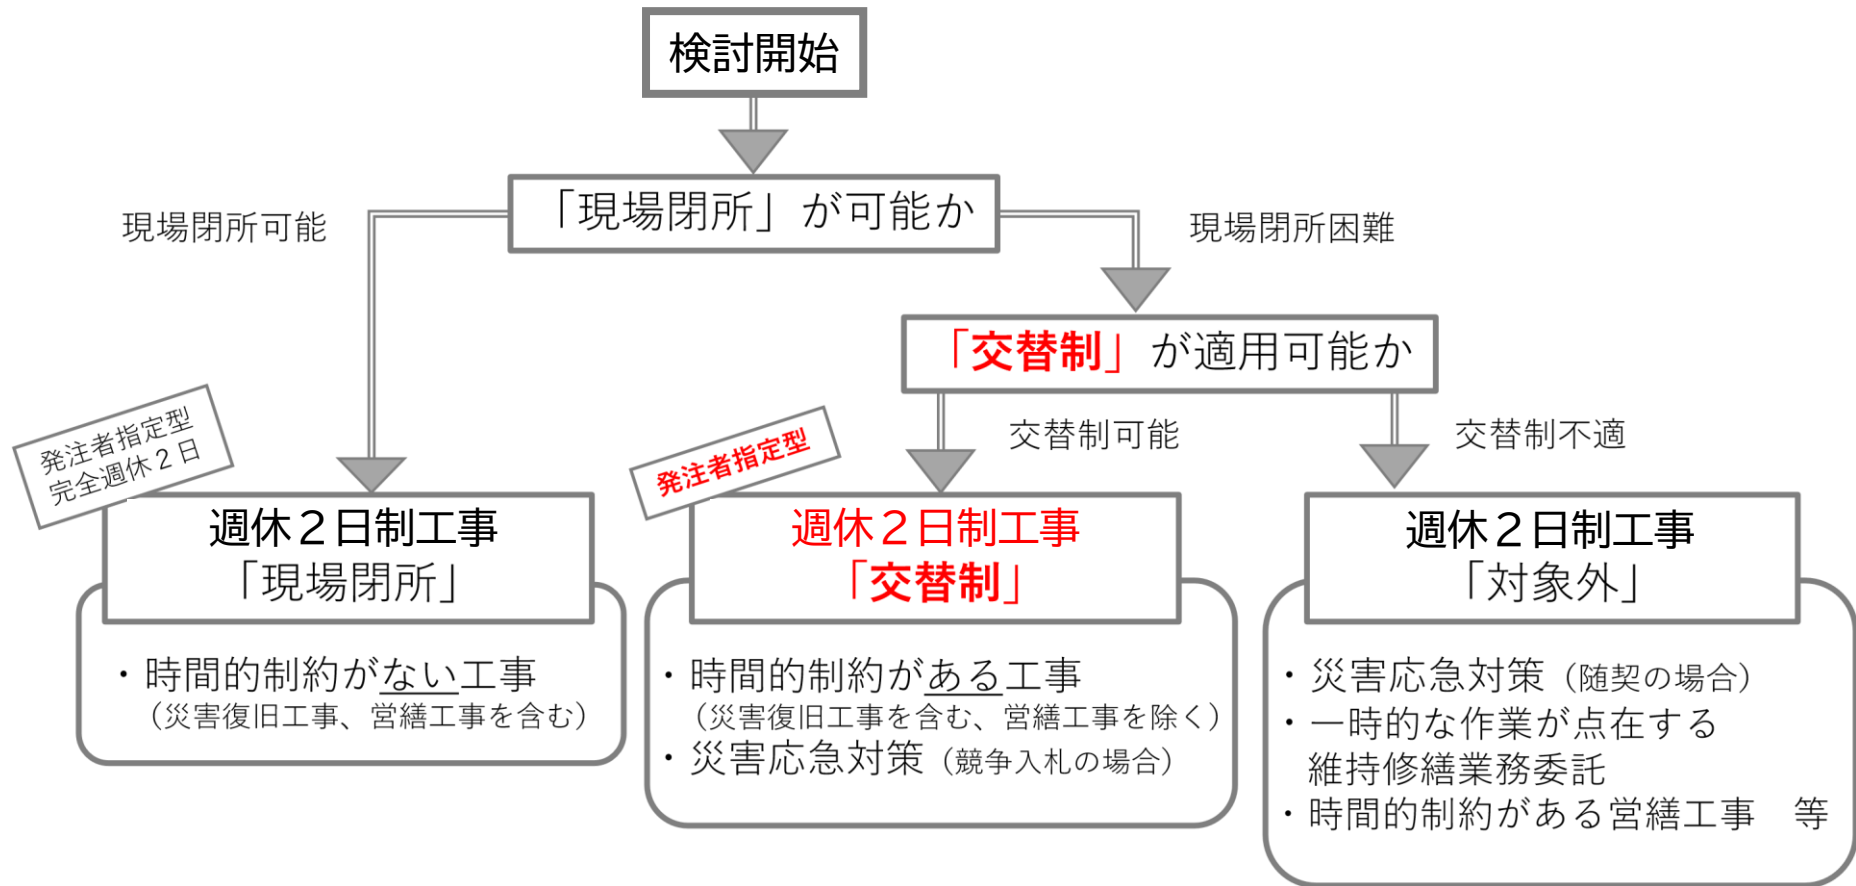 検討開始
「現場閉所」が可能か
現場閉所可能
現場閉所困難
「交替制」が適用可能か
交替制可能
交替制不適
発注者指定型
完全週休２日
週休２日制工事
「現場閉所」
・時間的制約がない工事
（災害復旧工事、営繕工事を含む）
発注者指定型
週休２日制工事
「交替制」
・時間的制約がある工事
（災害復旧工事を含む、営繕工事を除く）
・災害応急対策（競争入札の場合）
週休２日制工事
「対象外」
・災害応急対策（随契の場合）
・一時的な作業が点在する
維持修繕業務委託
・時間的制約がある営繕工事　等